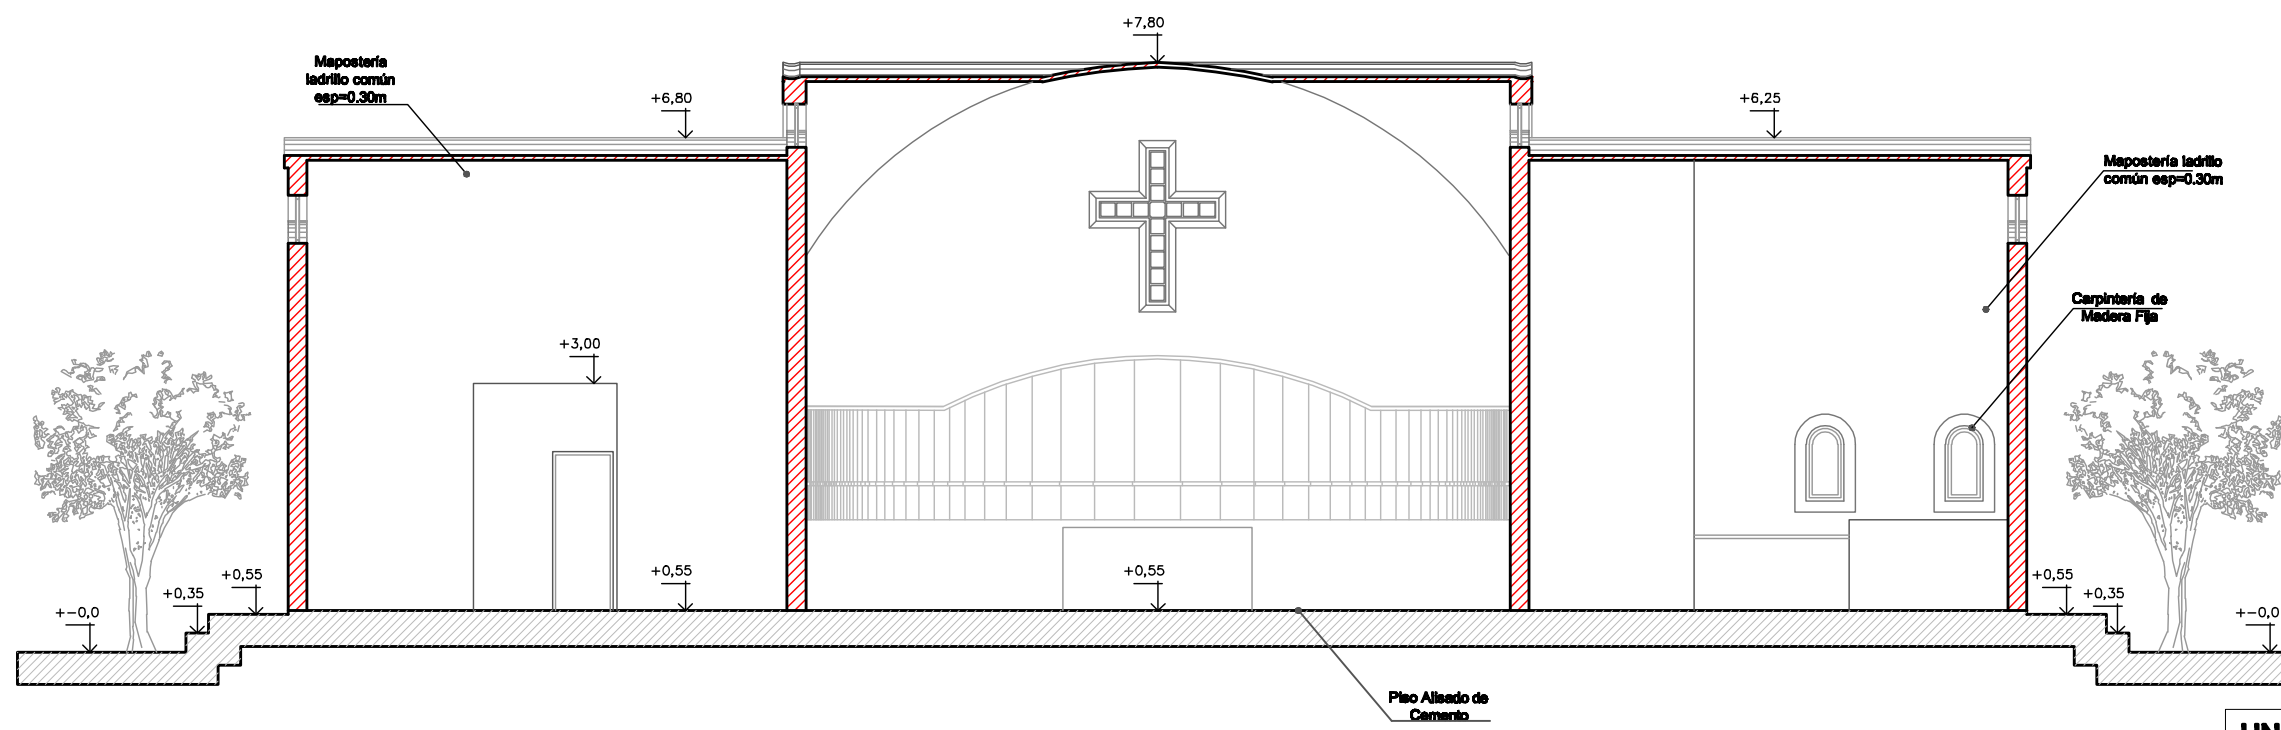 +7,80
Mapostería
ladrillo común
esp=0.30m
+6,80
+6,25
Mapostería ladrillo
común esp=0.30m
Carpintería de
Madera Fija
+3,00
+0,55
+0,55
+0,55
+0,55
+0,35
+0,35
+-0,0
+-0,0
Piso Alisado de
Cemento